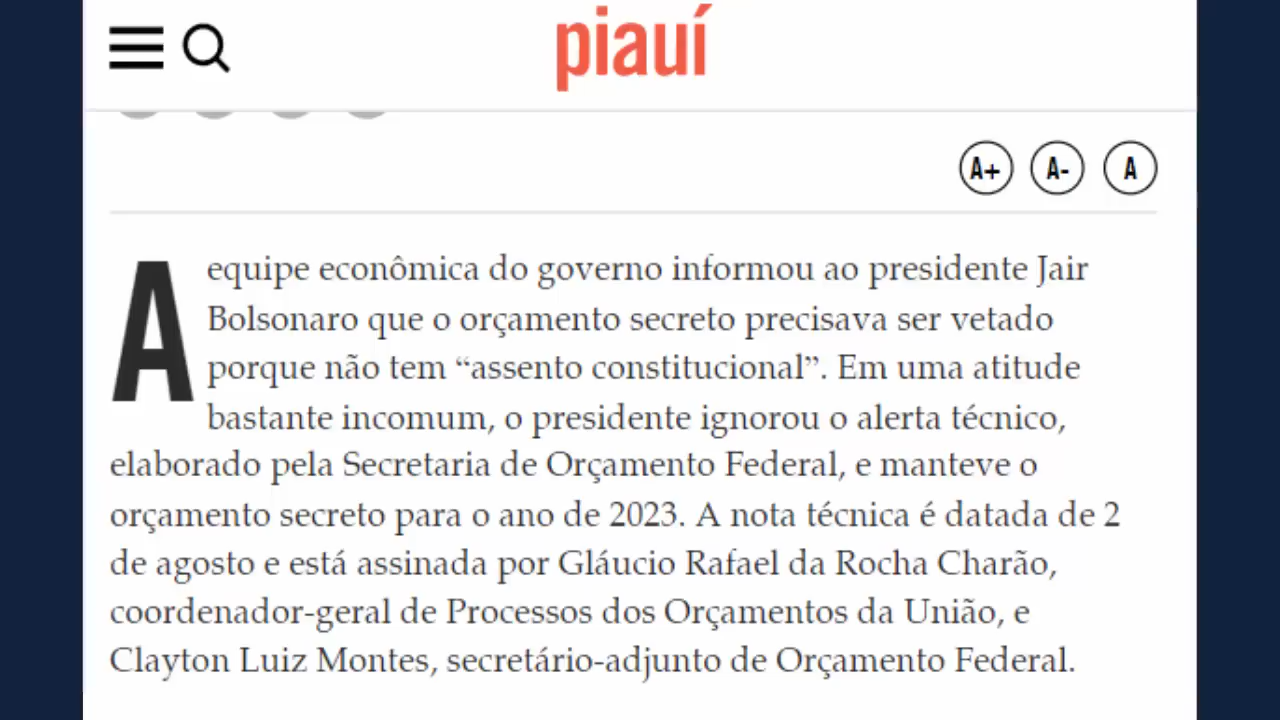 piauí
A+ A- A
A equipe econômica do governo informou ao presidente Jair
Bolsonaro que o orçamento secreto precisava ser vetado
porque não tem “assento constitucional”. Em uma atitude
bastante incomum, o presidente ignorou o alerta técnico,
elaborado pela Secretaria de Orçamento Federal, e manteve o
orçamento secreto para o ano de 2023. A nota técnica é datada de 2
de agosto e está assinada por Gláucio Rafael da Rocha Charão,
coordenador-geral de Processos dos Orçamentos da União, e
Clayton Luiz Montes, secretário-adjunto de Orçamento Federal.